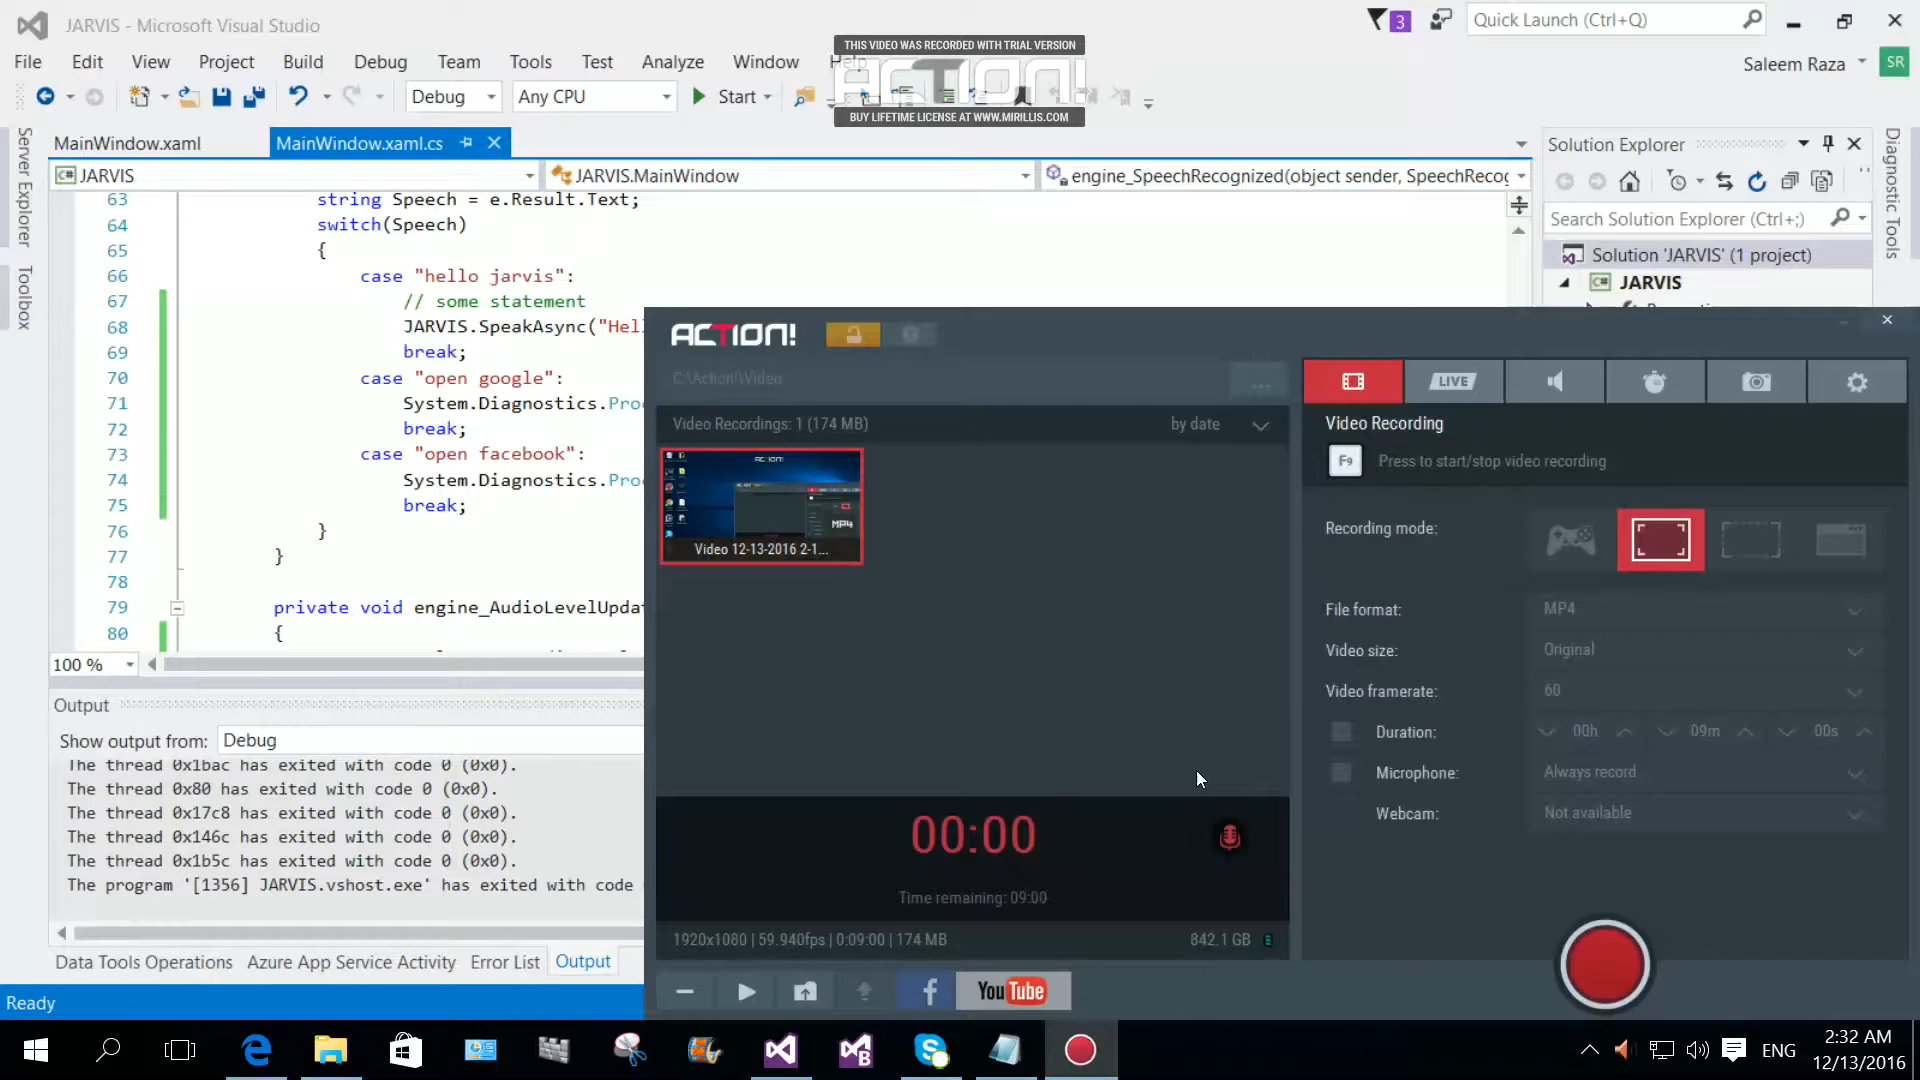 JARVIS - Microsoft Visual Studio
3
Quick Launch (Ctrl+Q)
THIS VIDEO WAS RECORDED WITH TRIAL VERSION
ACTION!
BUY LIFETIME LICENSE AT WWW.MIRILLIS.COM
File Edit View Project Build Debug Team Tools Test Analyze Window Help
Saleem Raza SR
Debug Any CPU Start
Server Explorer
Toolbox
MainWindow.xaml MainWindow.xaml.cs
JARVIS JARVIS.MainWindow engine_SpeechRecognized(object sender, SpeechRecog
63 string Speech = e.Result.Text;
64 switch(Speech)
65 {
66 case "hello jarvis":
67 // some statement
68 JARVIS.SpeakAsync("Hel
69 break;
70 case "open google":
71 System.Diagnostics.Pro
72 break;
73 case "open facebook":
74 System.Diagnostics.Pro
75 break;
76 }
77 }
78
79 private void engine_AudioLevelUpda
80 {
100 %
Output
Show output from: Debug
The thread 0x1bac has exited with code 0 (0x0).
The thread 0x80 has exited with code 0 (0x0).
The thread 0x17c8 has exited with code 0 (0x0).
The thread 0x146c has exited with code 0 (0x0).
The thread 0x1b5c has exited with code 0 (0x0).
The program '[1356] JARVIS.vshost.exe' has exited with code
Data Tools Operations Azure App Service Activity Error List Output
Ready
Solution Explorer
Search Solution Explorer (Ctrl+;)
Solution 'JARVIS' (1 project)
C# JARVIS
Diagnostic Tools
ACTION!
C:\Action!\Video
...
Video Recordings: 1 (174 MB) by date
ACTION!
MP4
Video 12-13-2016 2-1...
00:00
Time remaining: 09:00
1920x1080 | 59.940fps | 0:09:00 | 174 MB 842.1 GB
f YouTube
LIVE
Video Recording
F9 Press to start/stop video recording
Recording mode:
File format: MP4
Video size: Original
Video framerate: 60
Duration: 00h 09m 00s
Microphone: Always record
Webcam: Not available
ENG
2:32 AM
12/13/2016